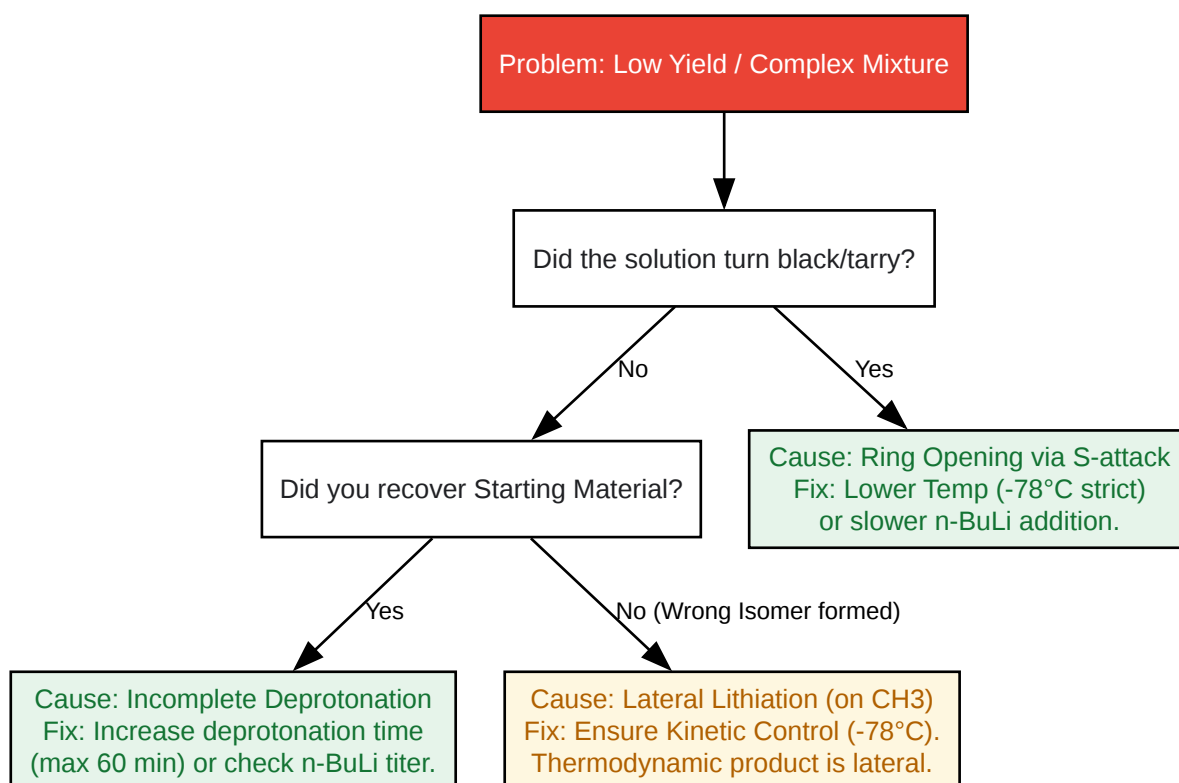 Problem: Low Yield / Complex Mixture
Did the solution turn black/tarry?
No
Yes
Did you recover Starting Material?
Cause: Ring Opening via S-attack
Fix: Lower Temp (-78°C strict)
or slower n-BuLi addition.
Yes
No (Wrong Isomer formed)
Cause: Incomplete Deprotonation
Fix: Increase deprotonation time
(max 60 min) or check n-BuLi titer.
Cause: Lateral Lithiation (on CH3)
Fix: Ensure Kinetic Control (-78°C).
Thermodynamic product is lateral.